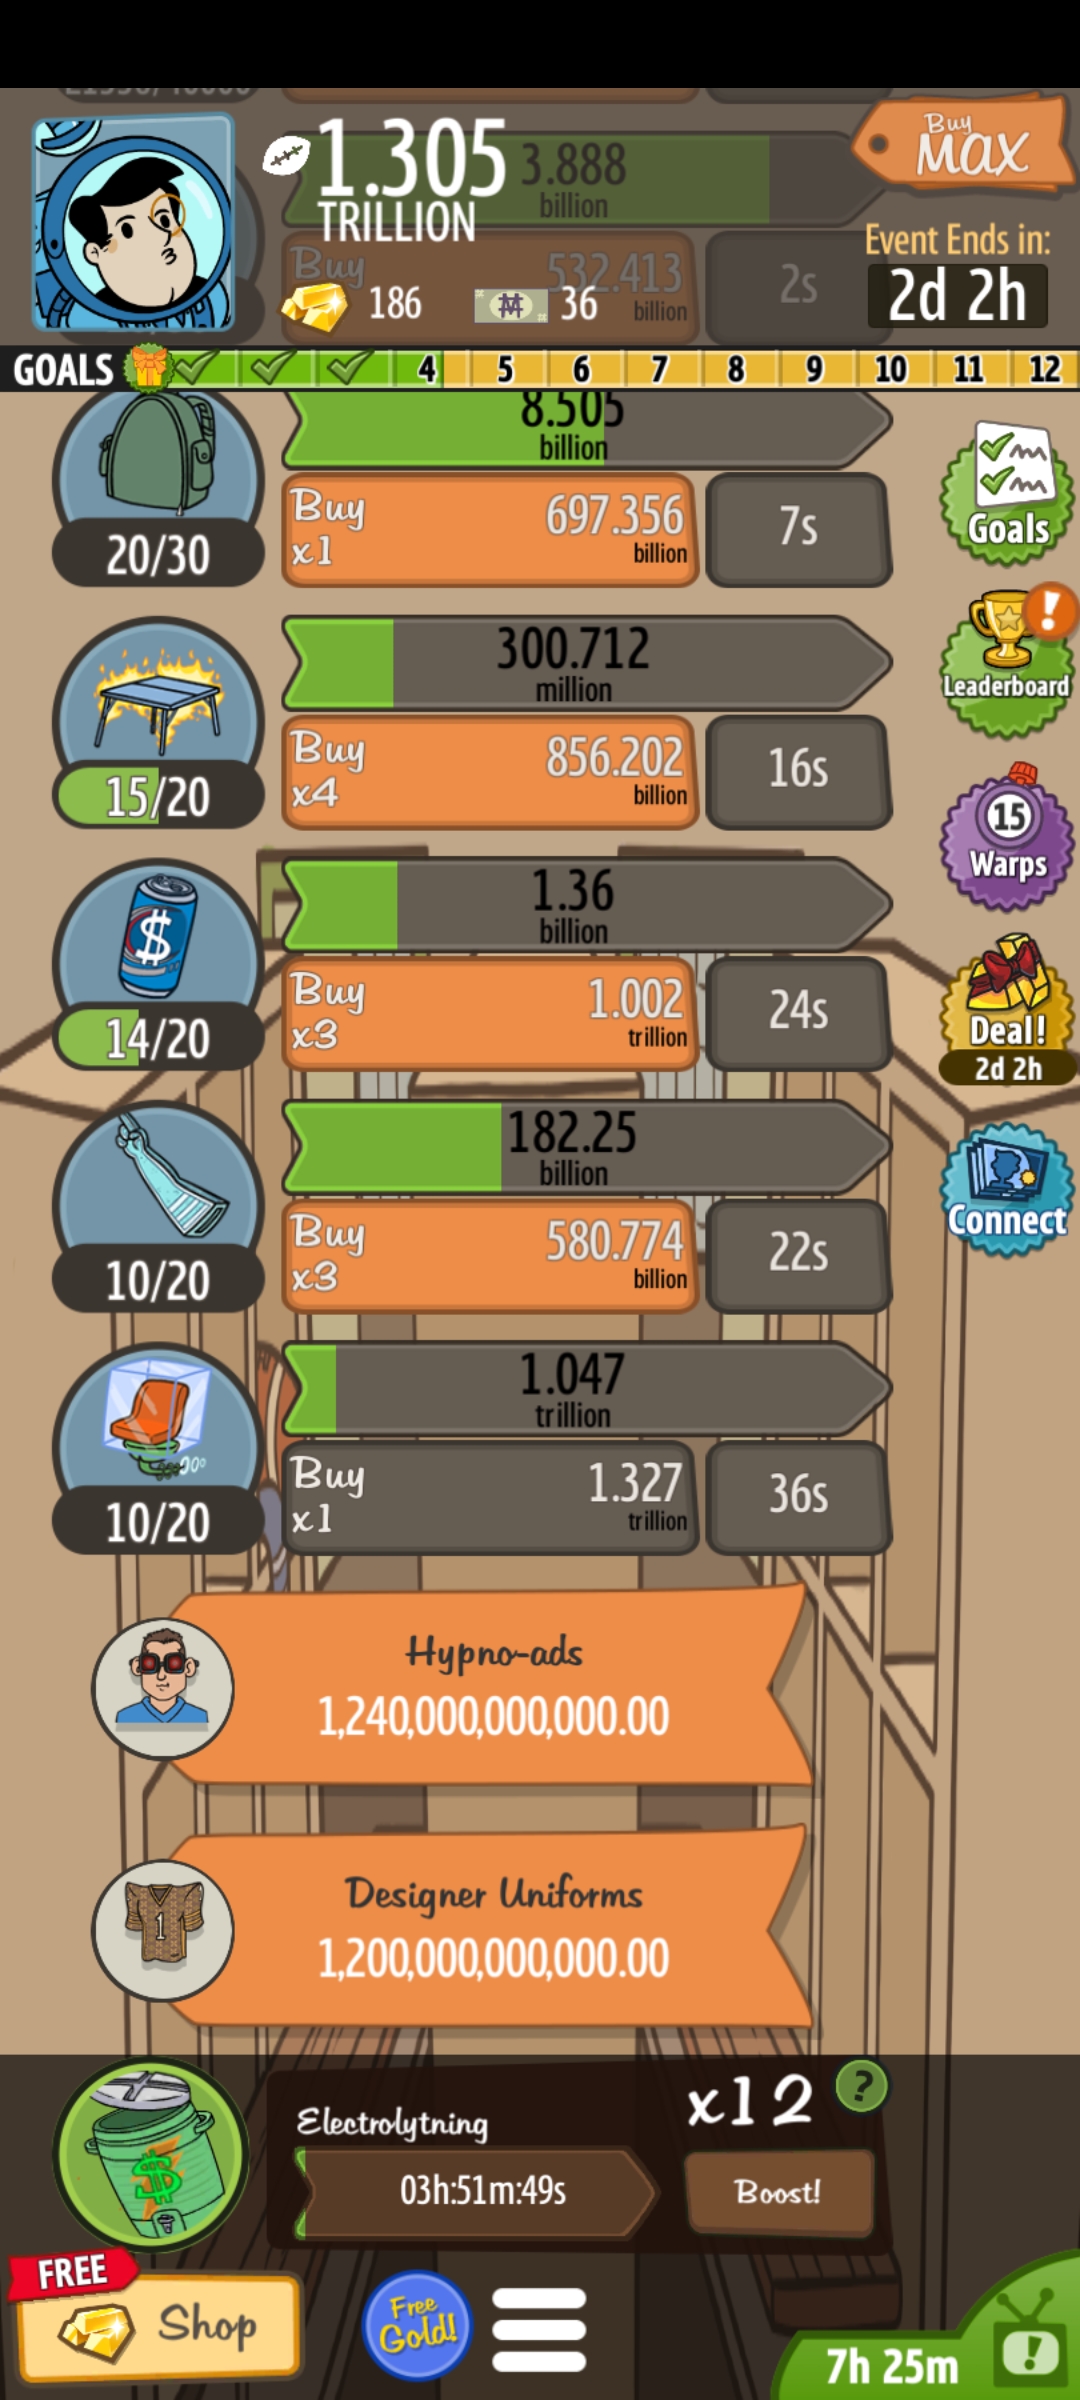 1.305
TRILLION
3.888
billion
Buy
MAX
Event Ends in:
2d 2h
Buy
532.413
billion
2s
186
36
GOALS
4
5
6
7
8
9
10
11
12
8.505
billion
20/30
Buy
x1
697.356
billion
7s
Goals
300.712
million
15/20
Buy
x4
856.202
billion
16s
Leaderboard
1.36
billion
14/20
Buy
x3
1.002
trillion
24s
15
Warps
Deal!
2d 2h
182.25
billion
10/20
Buy
x3
580.774
billion
22s
Connect
1.047
trillion
10/20
Buy
x1
1.327
trillion
36s
Hypno-ads
1,240,000,000,000.00
Designer Uniforms
1,200,000,000,000.00
Electrolytning
x12
?
03h:51m:49s
Boost!
FREE
Shop
Free
Gold!
7h 25m